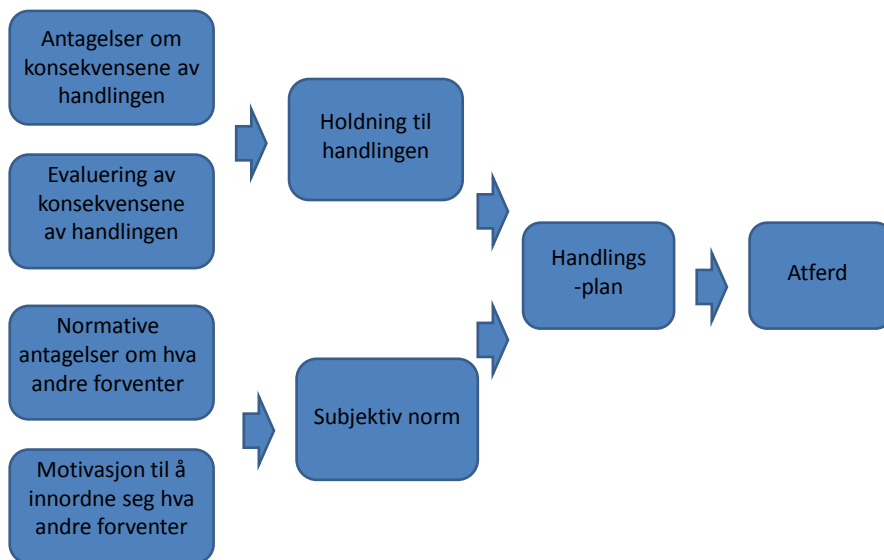 Antagelser om
konsekvensene av
handlingen
Evaluering av
konsekvensene
av handlingen
Normative
antagelser om hva
andre forventer
Motivasjon til å
innordne seg hva
andre forventer
Holdning til
handlingen
Subjektiv norm
Handlings
-plan
Atferd